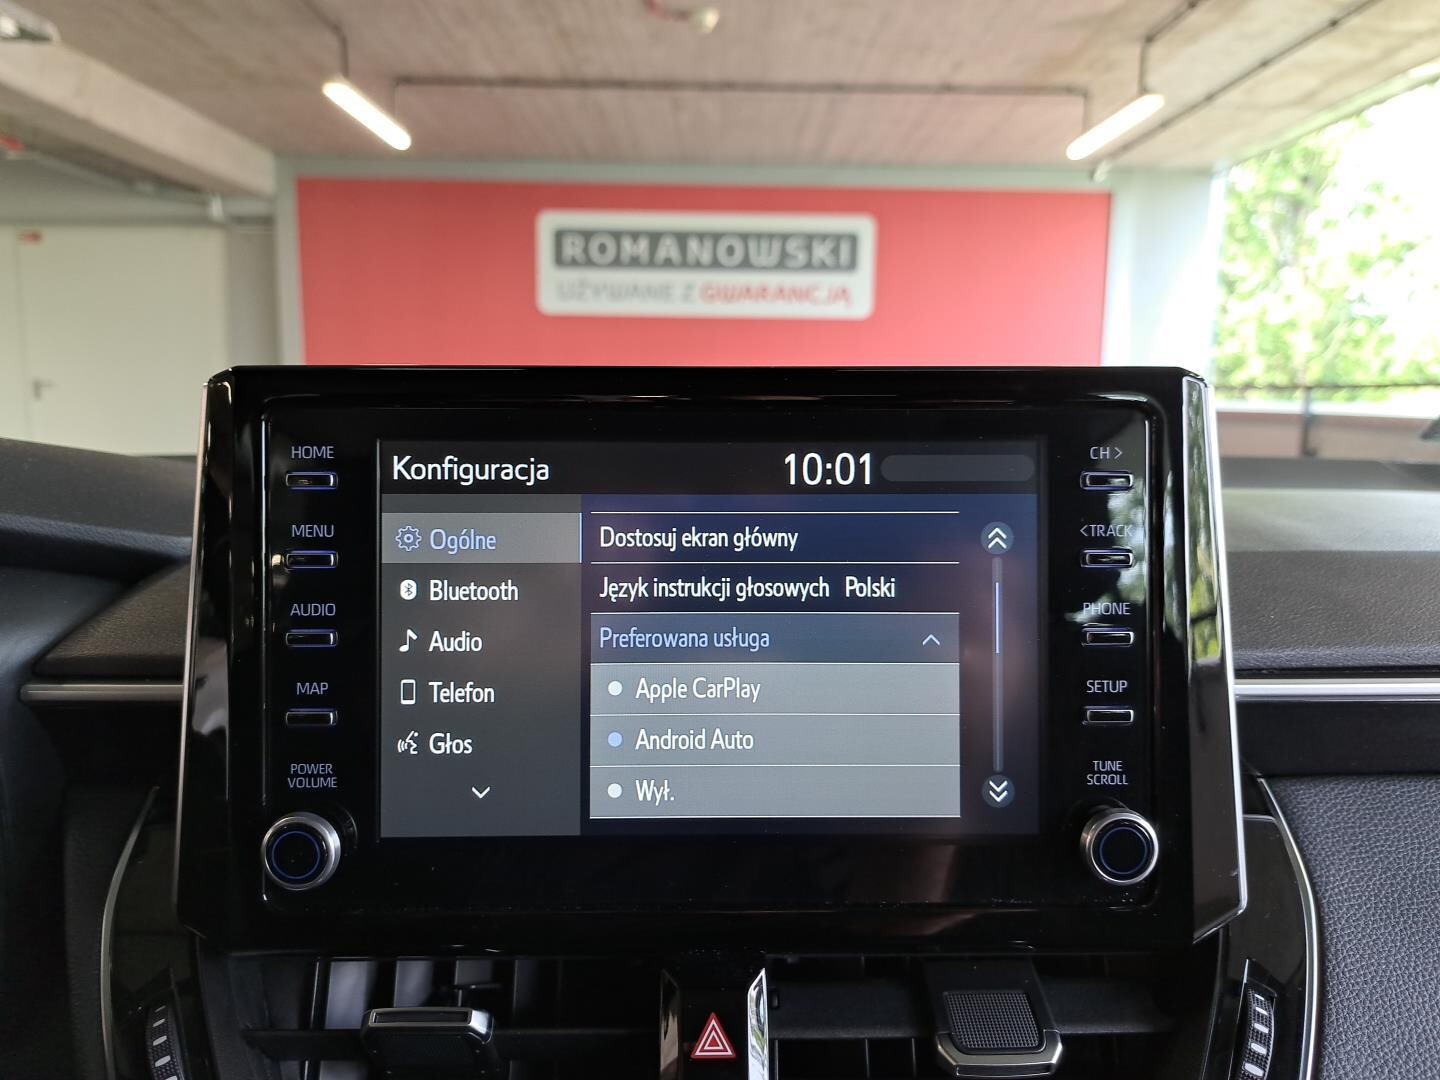 ROMANOWSKI
UŻYWANE Z GWARANCJĄ
HOME
MENU
AUDIO
MAP
POWER
VOLUME
Konfiguracja 10:01
Ogólne
Bluetooth
Audio
Telefon
Głos
Dostosuj ekran główny
Język instrukcji głosowych Polski
Preferowana usługa
Apple CarPlay
Android Auto
Wył.
CH >
< TRACK
PHONE
SETUP
TUNE
SCROLL